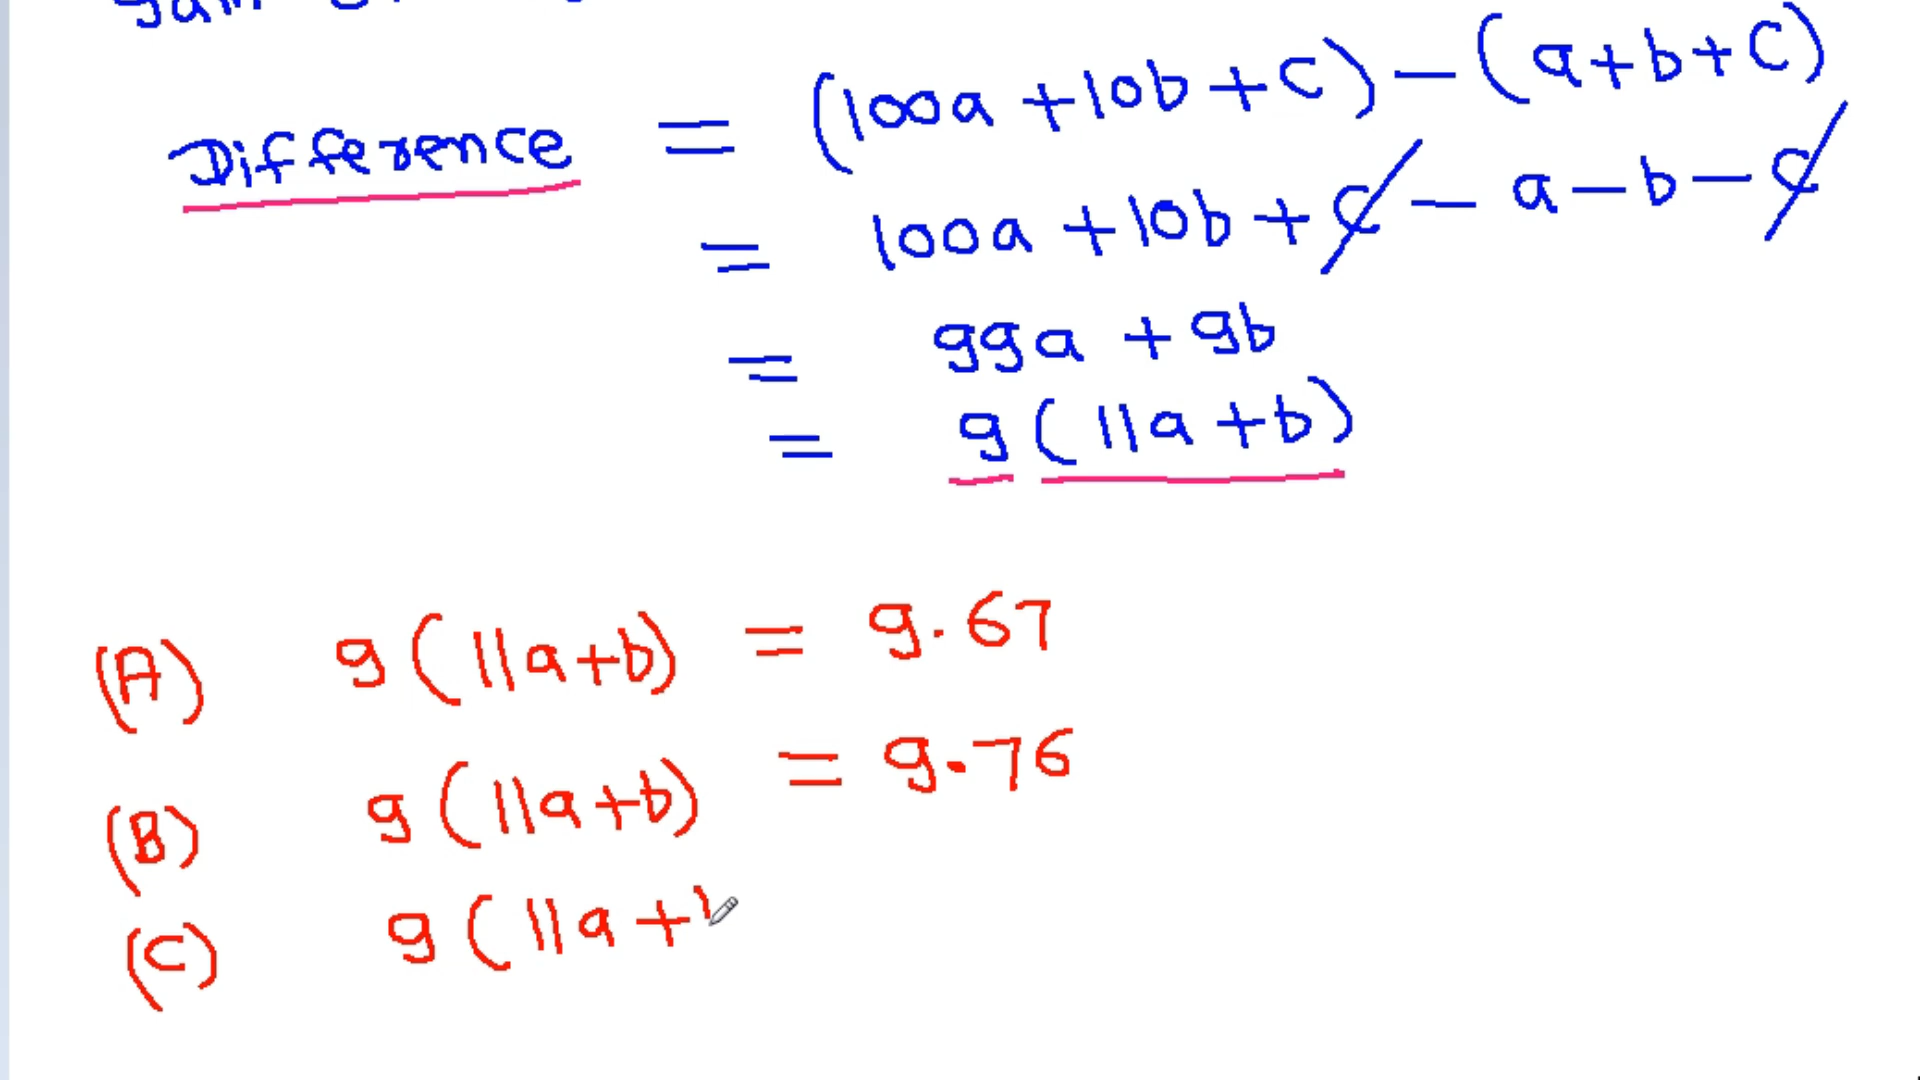 Difference = (100a + 10b + c) – (a + b + c)
= 100a + 10b + c – a – b – c
= 99a + 9b
= 9 (11a + b)
(A) 9 (11a + b) = 9.67
(B) 9 (11a + b) = 9.76
(C) 9 (11a +